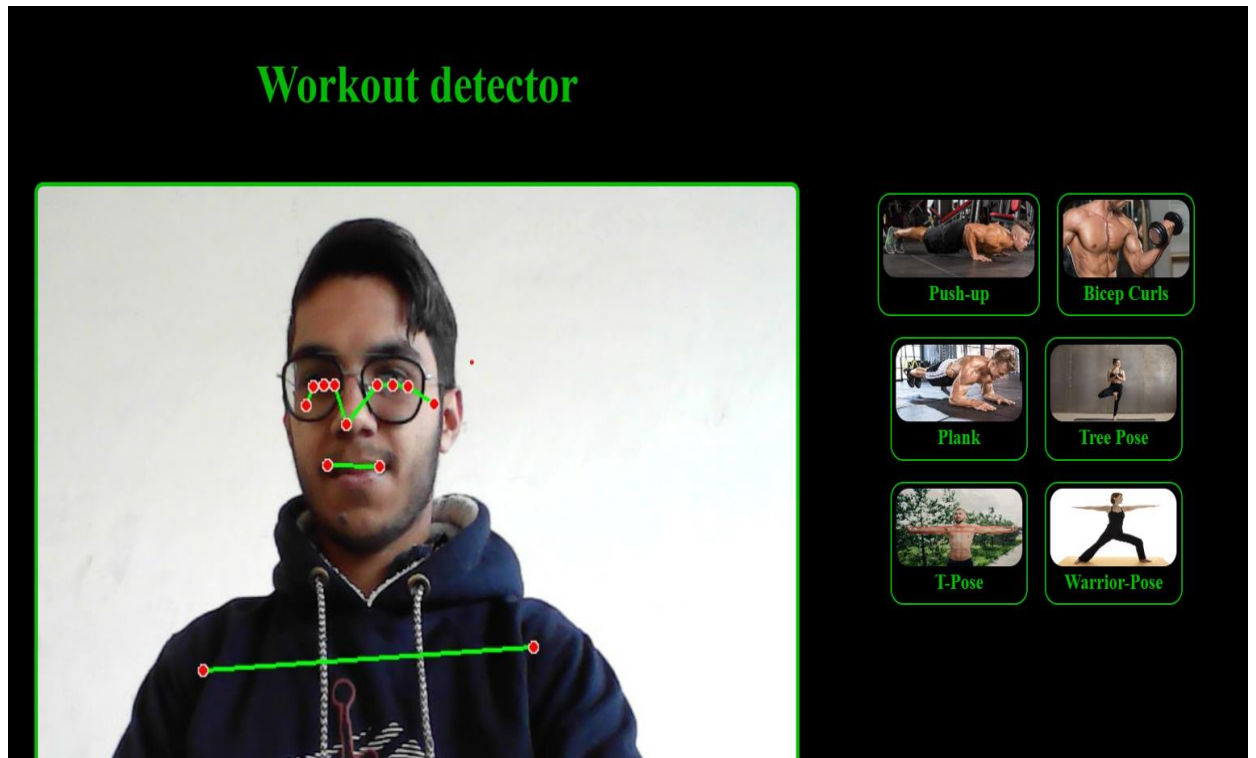 Workout detector
Push-up
Bicep Curls
Plank
Tree Pose
T-Pose
Warrior-Pose